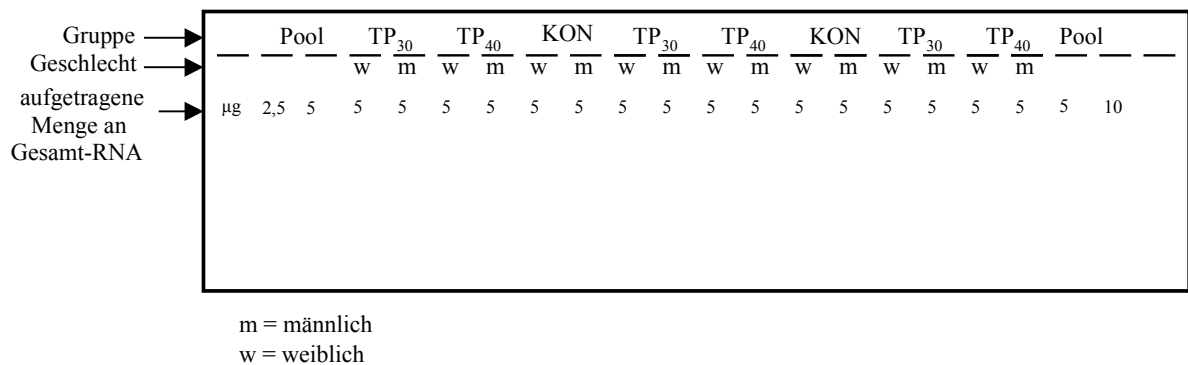 Gruppe Pool TP30 TP40 KON TP30 TP40 KON TP30 TP40 Pool
Geschlecht w m w m w m w m w m w m w m w m
aufgetragene
Menge an
Gesamt-RNA
µg 2,5 5 5 5 5 5 5 5 5 5 5 5 5 5 5 5 5 5 5 10
m = männlich
w = weiblich